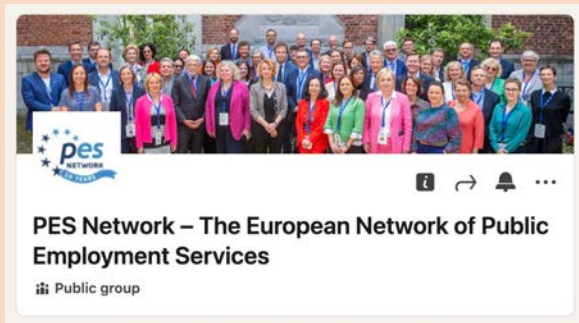 pes
NETWORK
10 YEARS
PES Network – The European Network of Public
Employment Services
Public group